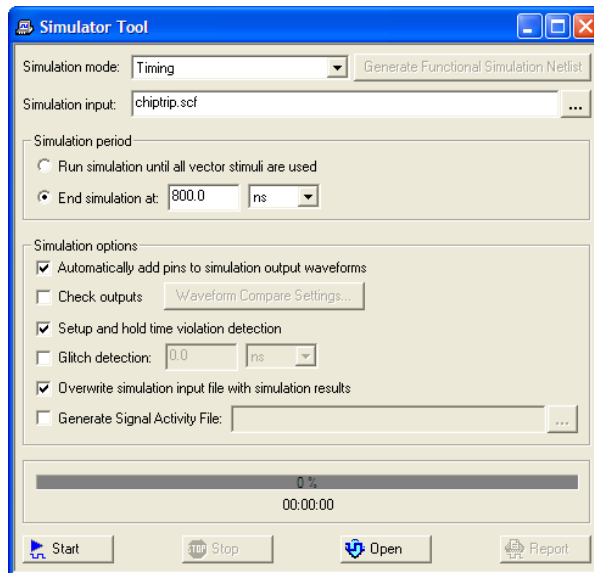 Simulator Tool
Simulation mode: Timing Generate Functional Simulation Netlist
Simulation input: chiptrip.scf ...
Simulation period
Run simulation until all vector stimuli are used
End simulation at: 800.0 ns
Simulation options
Automatically add pins to simulation output waveforms
Check outputs Waveform Compare Settings...
Setup and hold time violation detection
Glitch detection: 0.0 ns
Overwrite simulation input file with simulation results
Generate Signal Activity File: ...
0 %
00:00:00
Start STOP Stop Open Report